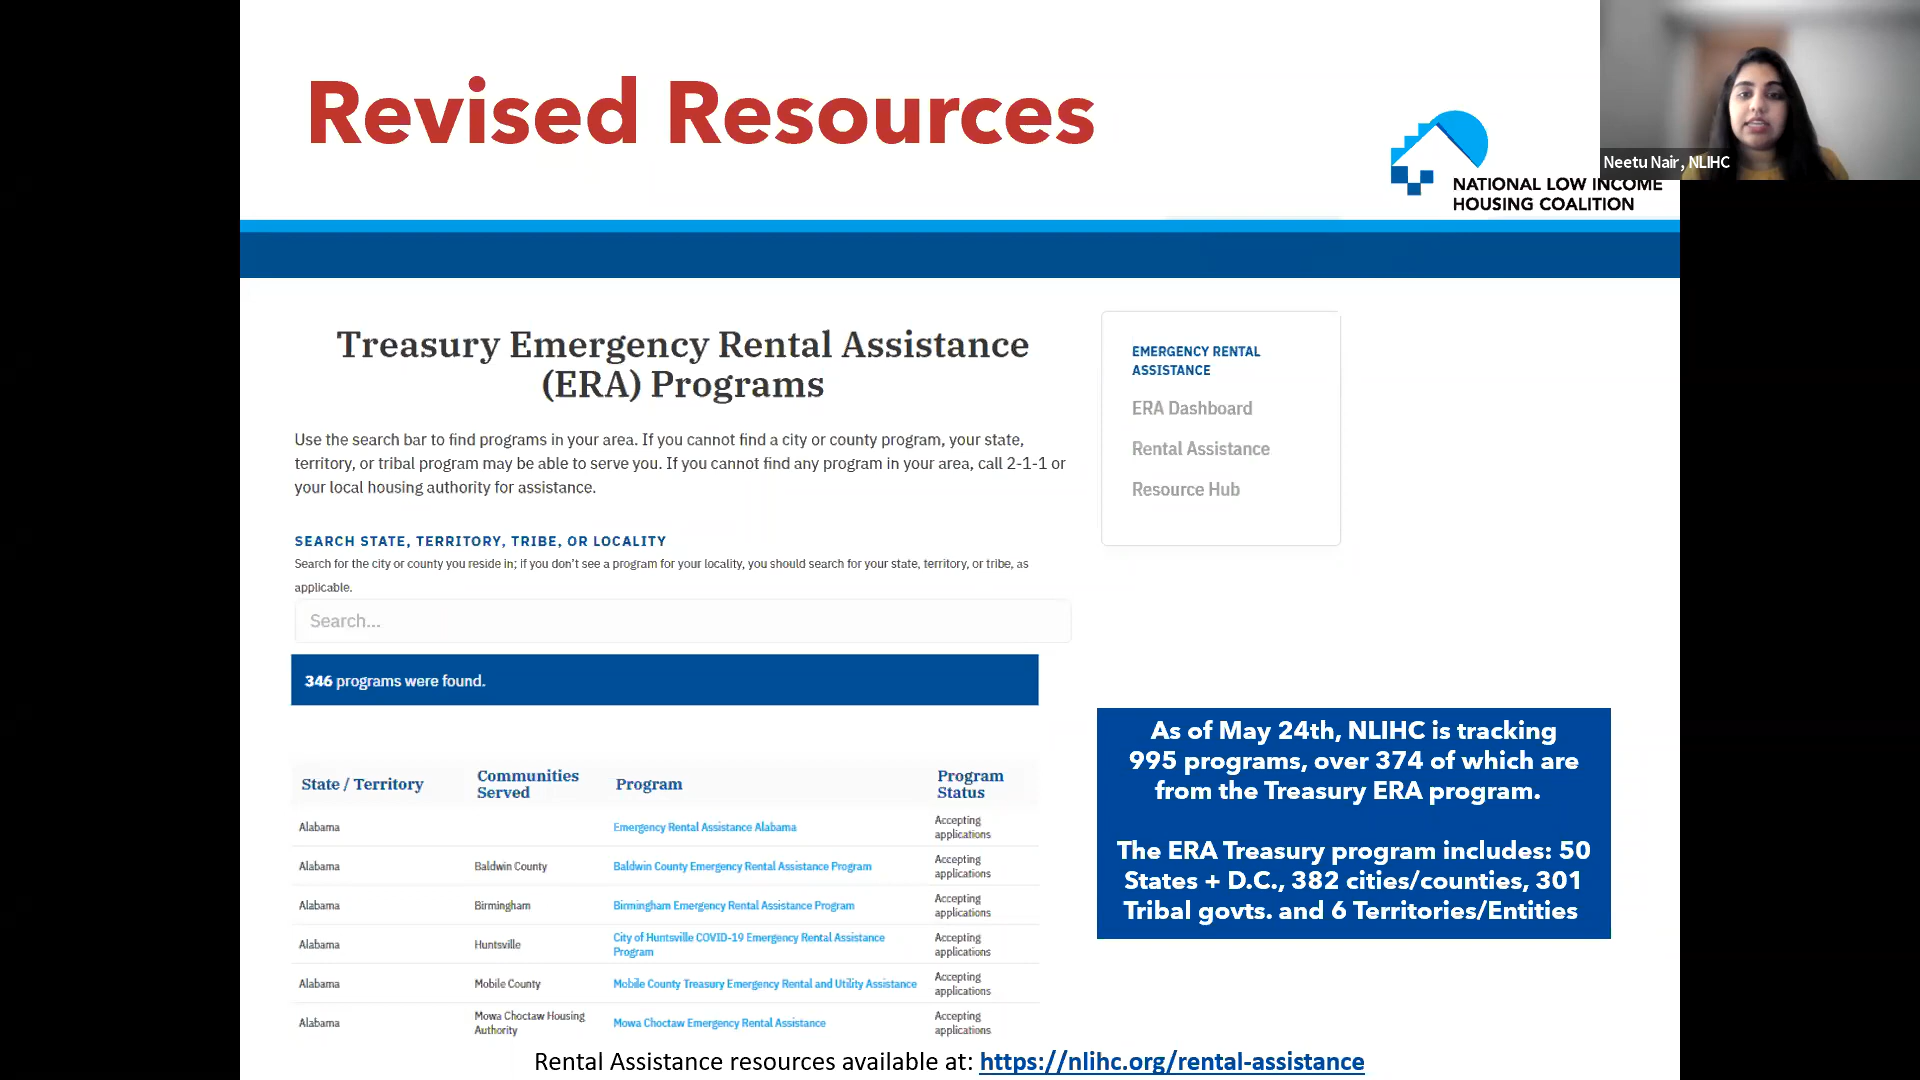 Revised Resources
NATIONAL LOW INCOME
HOUSING COALITION
Neetu Nair, NLIHC
Treasury Emergency Rental Assistance
(ERA) Programs
Use the search bar to find programs in your area. If you cannot find a city or county program, your state,
territory, or tribal program may be able to serve you. If you cannot find any program in your area, call 2-1-1 or
your local housing authority for assistance.
SEARCH STATE, TERRITORY, TRIBE, OR LOCALITY
Search for the city or county you reside in; if you don't see a program for your locality, you should search for your state, territory, or tribe, as
applicable.
Search...
346 programs were found.
State / Territory Communities Served Program Program Status
Alabama Emergency Rental Assistance Alabama Accepting applications
Alabama Baldwin County Baldwin County Emergency Rental Assistance Program Accepting applications
Alabama Birmingham Birmingham Emergency Rental Assistance Program Accepting applications
Alabama Huntsville City of Huntsville COVID-19 Emergency Rental Assistance Program Accepting applications
Alabama Mobile County Mobile County Treasury Emergency Rental and Utility Assistance Accepting applications
Alabama Mowa Choctaw Housing Authority Mowa Choctaw Emergency Rental Assistance Accepting applications
EMERGENCY RENTAL
ASSISTANCE
ERA Dashboard
Rental Assistance
Resource Hub
As of May 24th, NLIHC is tracking
995 programs, over 374 of which are
from the Treasury ERA program.
The ERA Treasury program includes: 50
States + D.C., 382 cities/counties, 301
Tribal govts. and 6 Territories/Entities
Rental Assistance resources available at: https://nlihc.org/rental-assistance